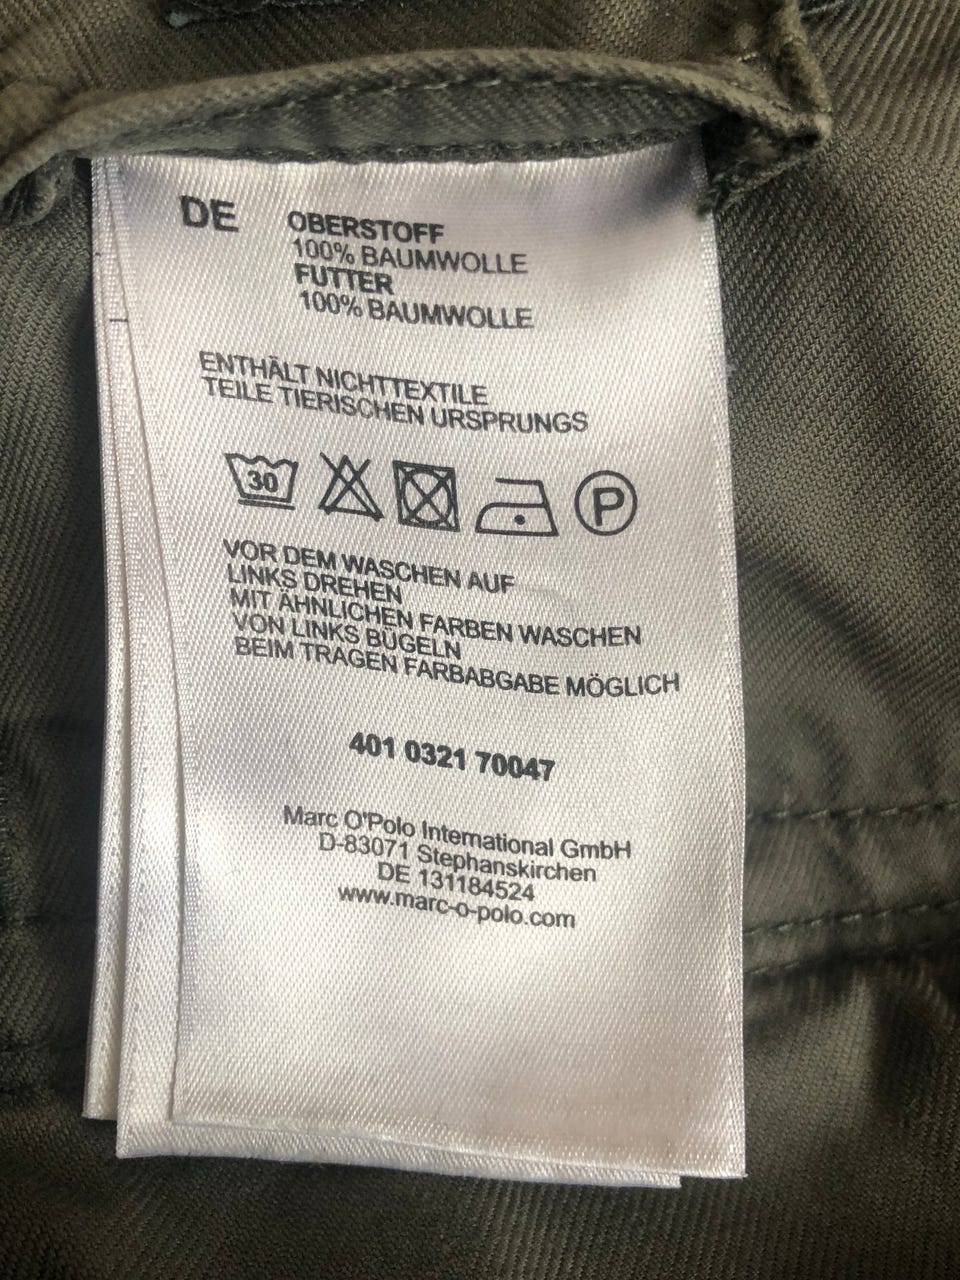 DE OBERSTOFF
100% BAUMWOLLE
FUTTER
100% BAUMWOLLE
ENTHÄLT NICHTTEXTILE
TEILE TIERISCHEN URSPRUNGS
30 P
VOR DEM WASCHEN AUF
LINKS DREHEN
MIT ÄHNLICHEN FARBEN WASCHEN
VON LINKS BÜGELN
BEIM TRAGEN FARBABGABE MÖGLICH
401 0321 70047
Marc O'Polo International GmbH
D-83071 Stephanskirchen
DE 131184524
www.marc-o-polo.com